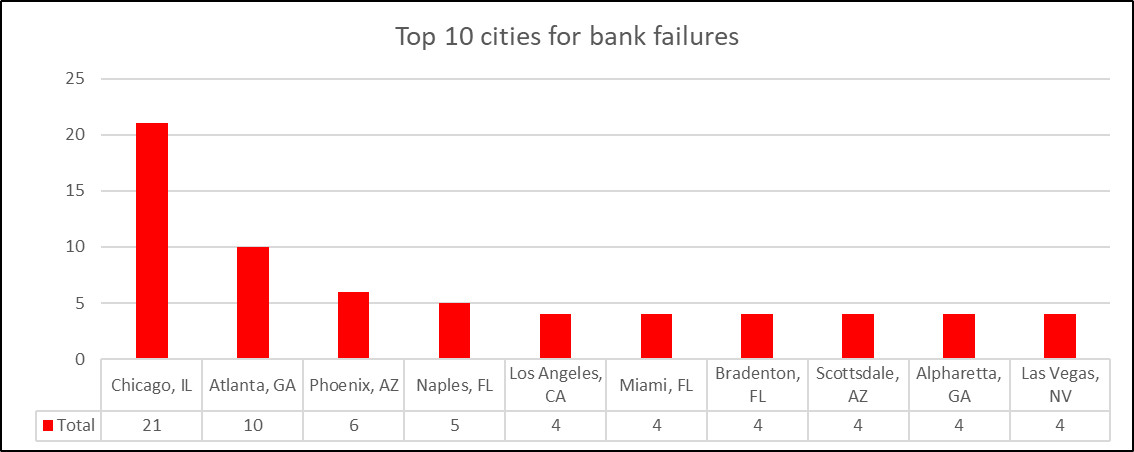 Top 10 cities for bank failures
25
20
15
10
5
0
Chicago, IL Atlanta, GA Phoenix, AZ Naples, FL Los Angeles, CA Miami, FL Bradenton, FL Scottsdale, AZ Alpharetta, GA Las Vegas, NV
Total 21 10 6 5 4 4 4 4 4 4